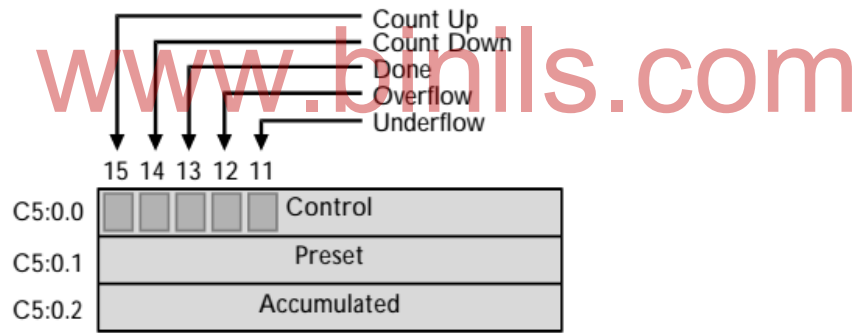 Count Up
Count Down
Done
Overflow
Underflow
www.binils.com
15 14 13 12 11
C5:0.0 Control
C5:0.1 Preset
C5:0.2 Accumulated